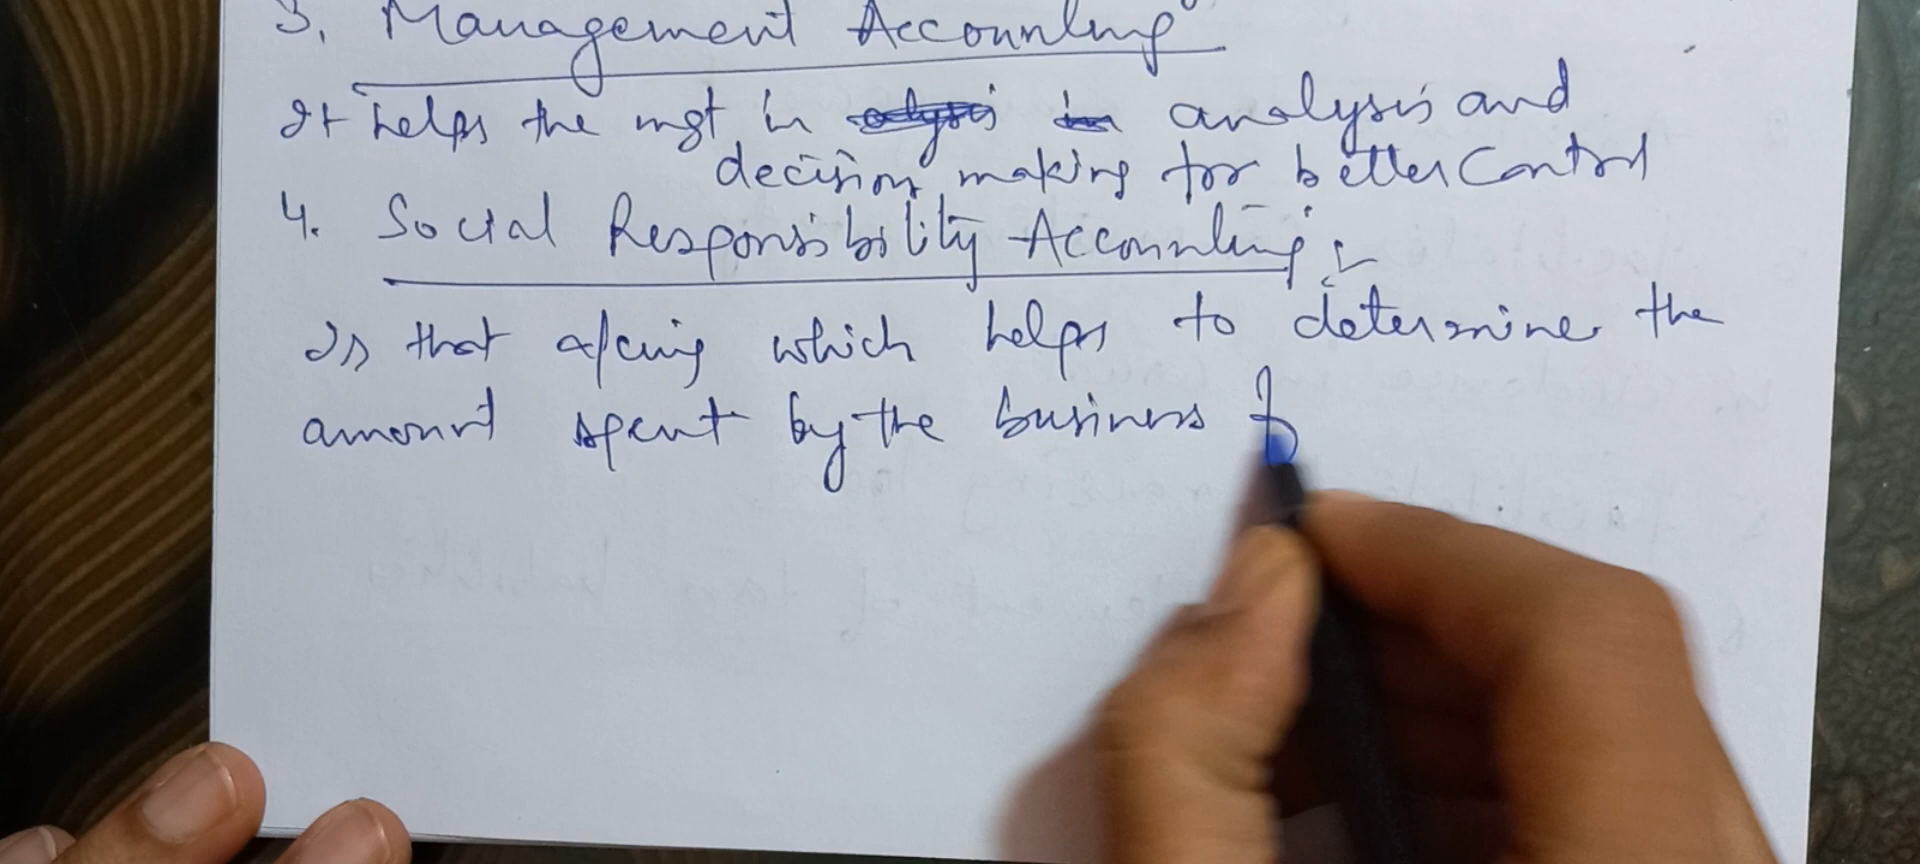 3. Management Accounting
It helps the mgt in analysis and
decision making for better Control
4. Social Responsibility Accounting :-
Is that a/cing which helps to determine the
amount spent by the business f